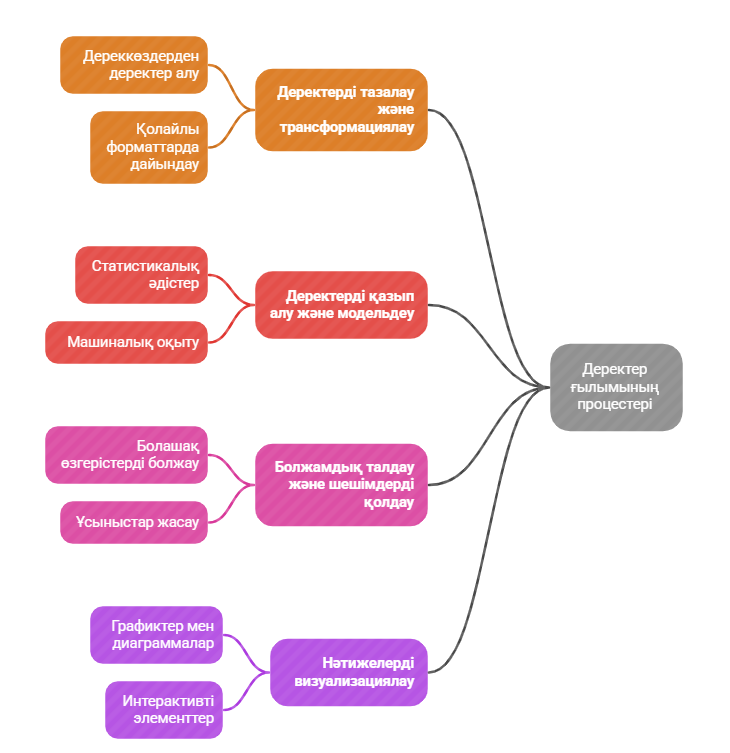 Дереккөздерден
деректер алу
Деректерді тазалау
және
трансформациялау
Қолайлы
форматтарда
дайындау
Статистикалық
әдістер
Деректерді қазып
алу және модельдеу
Машиналық оқыту
Деректер
ғылымының
процестері
Болашақ
өзгерістерді болжау
Болжамдық талдау
және шешімдерді
қолдау
Ұсыныстар жасау
Графиктер мен
диаграммалар
Нәтижелерді
визуализациялау
Интерактивті
элементтер